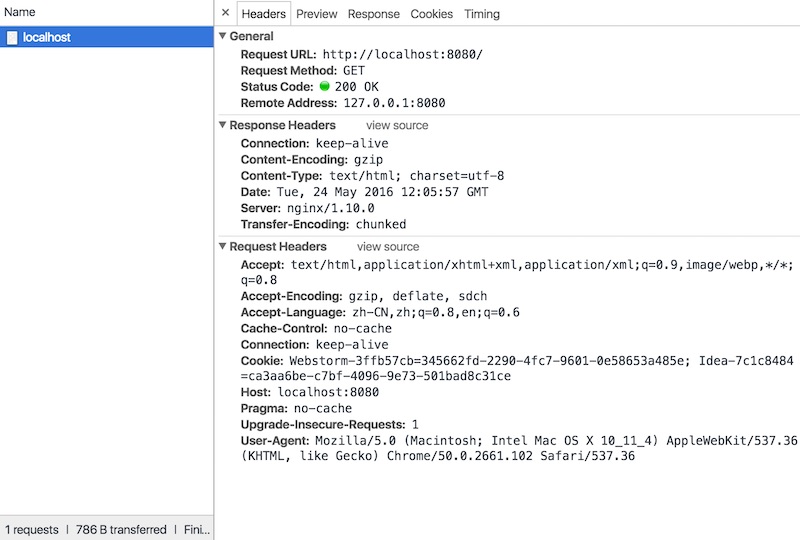 Name
localhost
× Headers Preview Response Cookies Timing
▼ General
Request URL: http://localhost:8080/
Request Method: GET
Status Code: 200 OK
Remote Address: 127.0.0.1:8080
▼ Response Headers view source
Connection: keep-alive
Content-Encoding: gzip
Content-Type: text/html; charset=utf-8
Date: Tue, 24 May 2016 12:05:57 GMT
Server: nginx/1.10.0
Transfer-Encoding: chunked
▼ Request Headers view source
Accept: text/html,application/xhtml+xml,application/xml;q=0.9,image/webp,*/*;
q=0.8
Accept-Encoding: gzip, deflate, sdch
Accept-Language: zh-CN,zh;q=0.8,en;q=0.6
Cache-Control: no-cache
Connection: keep-alive
Cookie: Webstorm-3ffb57cb=345662fd-2290-4fc7-9601-0e58653a485e; Idea-7c1c8484
=ca3aa6be-c7bf-4096-9e73-501bad8c31ce
Host: localhost:8080
Pragma: no-cache
Upgrade-Insecure-Requests: 1
User-Agent: Mozilla/5.0 (Macintosh; Intel Mac OS X 10_11_4) AppleWebKit/537.36
(KHTML, like Gecko) Chrome/50.0.2661.102 Safari/537.36
1 requests | 786 B transferred | Fini...